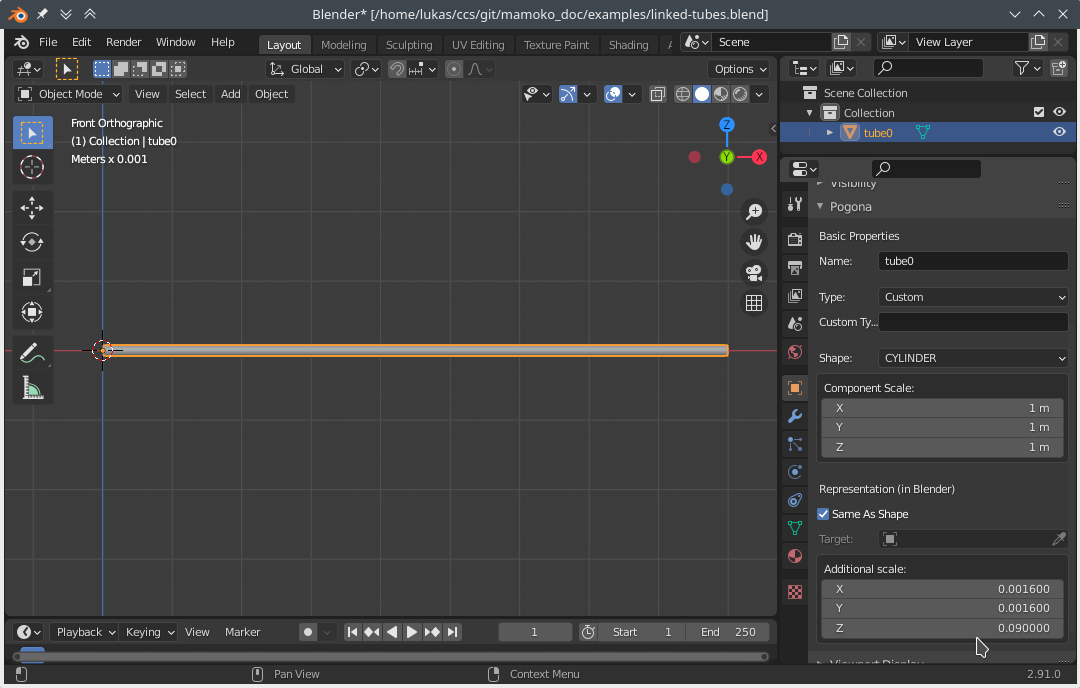 Blender* [/home/lukas/ccs/git/mamoko_doc/examples/linked-tubes.blend]
File Edit Render Window Help Layout Modeling Sculpting UV Editing Texture Paint Shading Scene View Layer
Global Options
Object Mode View Select Add Object
Front Orthographic
(1) Collection | tube0
Meters x 0.001
Z
Y
X
Scene Collection
Collection
tube0
Visibility
Pogona
Basic Properties
Name: tube0
Type: Custom
Custom Ty...
Shape: CYLINDER
Component Scale:
X 1 m
Y 1 m
Z 1 m
Representation (in Blender)
Same As Shape
Target:
Additional scale:
X 0.001600
Y 0.001600
Z 0.090000
Viewport Display
Playback Keying View Marker 1 Start 1 End 250
Pan View Context Menu 2.91.0